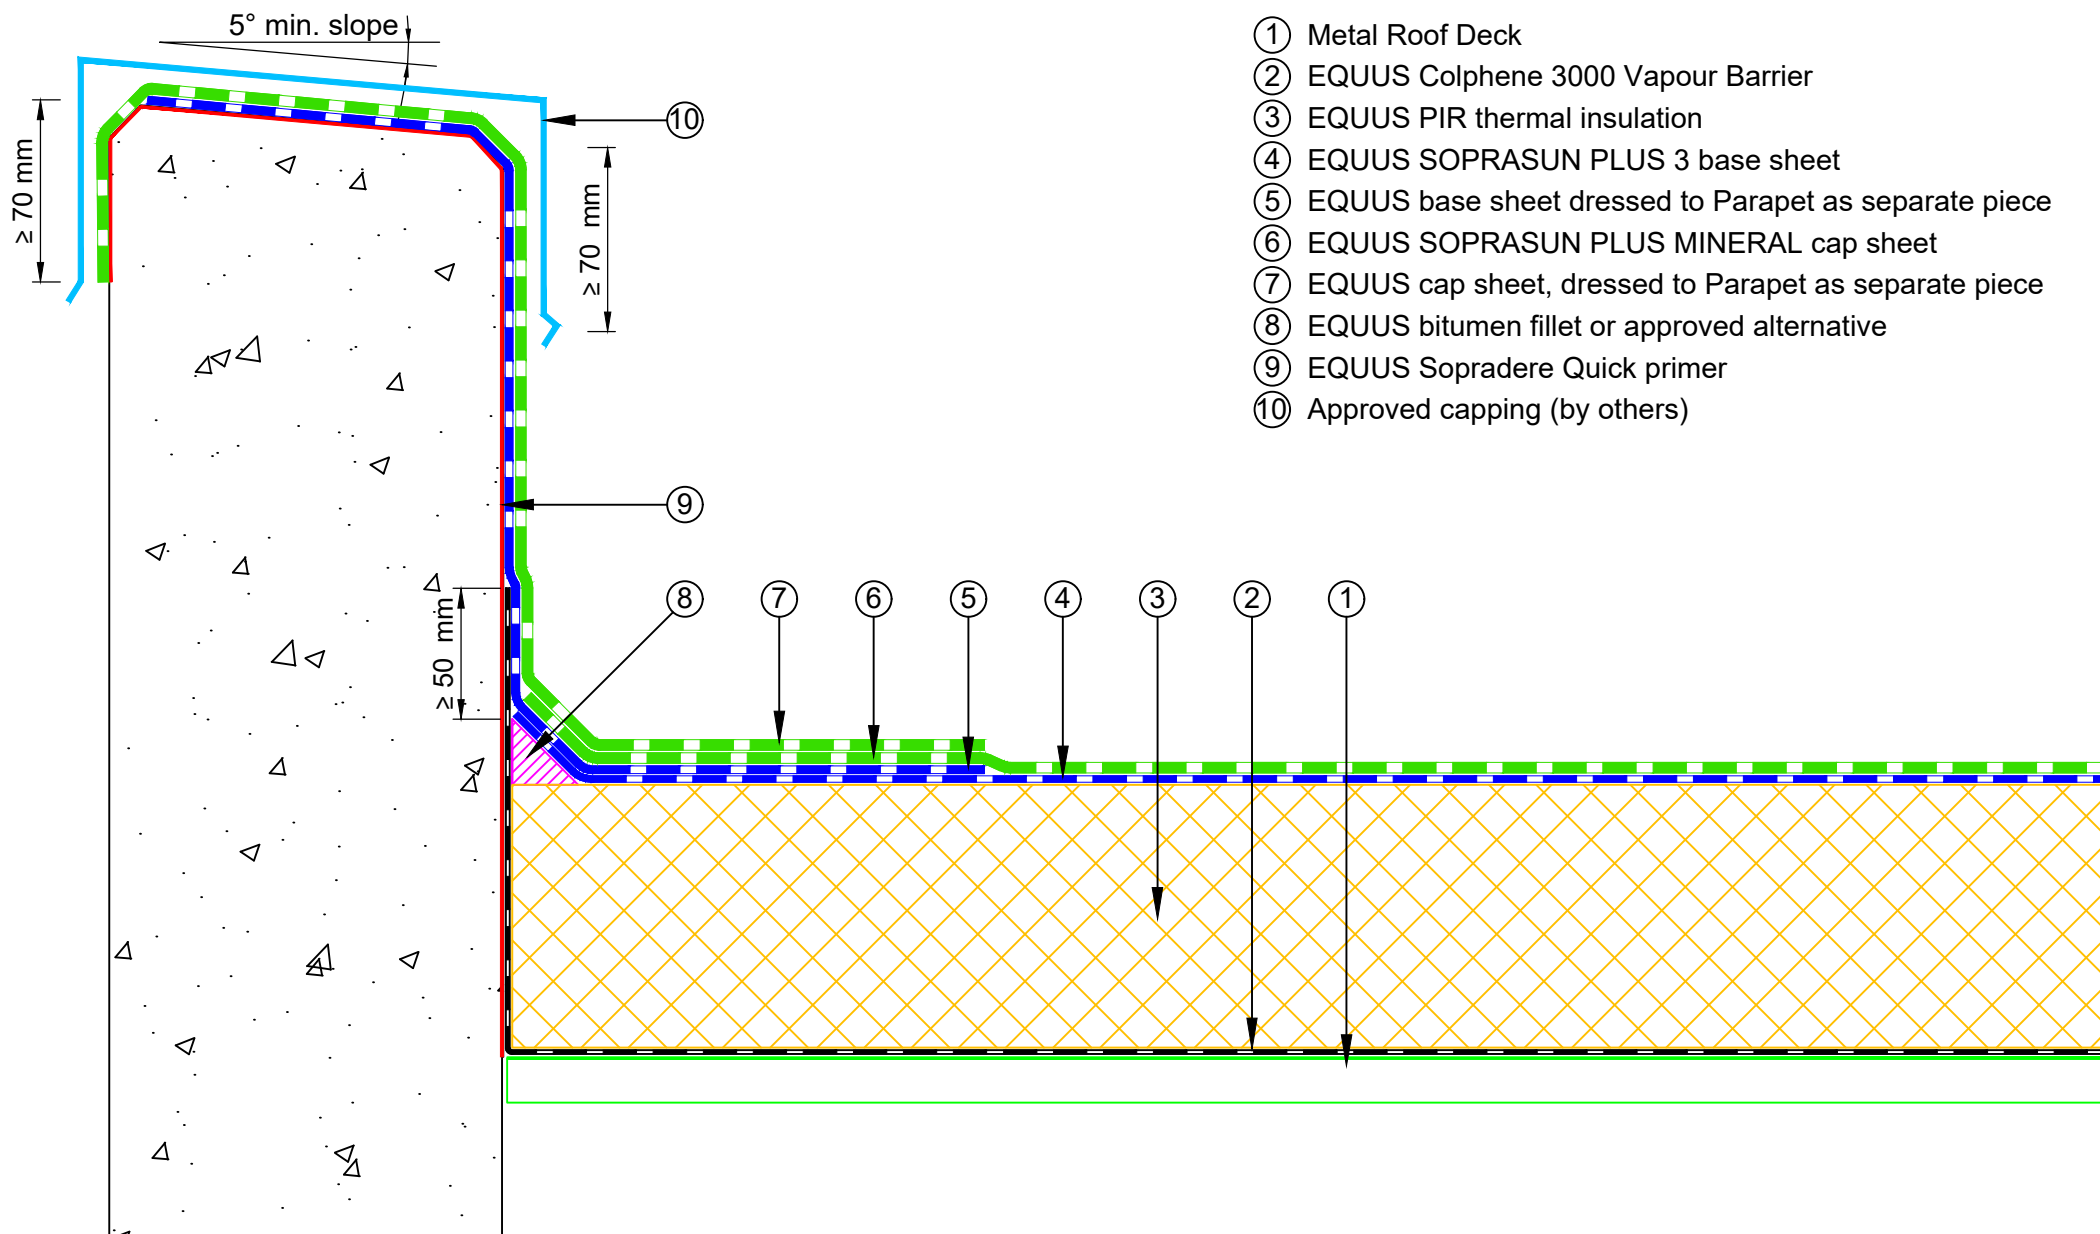 5° min. slope
① Metal Roof Deck
② EQUUS Colphene 3000 Vapour Barrier
③ EQUUS PIR thermal insulation
④ EQUUS SOPRASUN PLUS 3 base sheet
⑤ EQUUS base sheet dressed to Parapet as separate piece
⑥ EQUUS SOPRASUN PLUS MINERAL cap sheet
⑦ EQUUS cap sheet, dressed to Parapet as separate piece
⑧ EQUUS bitumen fillet or approved alternative
⑨ EQUUS Sopradere Quick primer
⑩ Approved capping (by others)
⑩
≥ 70 mm
≥ 70 mm
⑨
≥ 50 mm
⑧ ⑦ ⑥ ⑤ ④ ③ ② ①